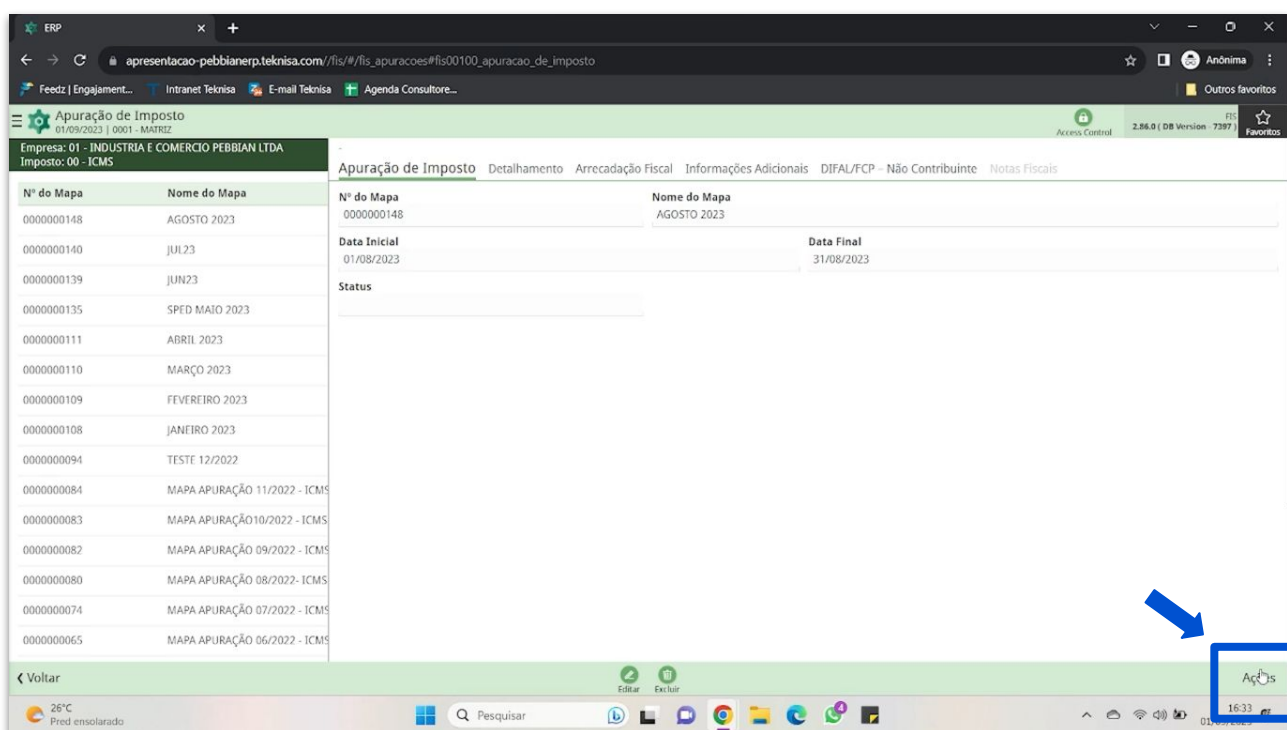 ERP
apresentacao-pebbianerp.teknisa.com//fis/#/fis_apuracoes#fis00100_apuracao_de_imposto
Anônima
Feedz | Engajament...
Intranet Teknisa
E-mail Teknisa
Agenda Consultore...
Outros favoritos
Apuração de Imposto
01/09/2023 | 0001 - MATRIZ
Access Control
FIS
2.86.0 ( DB Version - 7397 )
Favoritos
Empresa: 01 - INDUSTRIA E COMERCIO PEBBIAN LTDA
Imposto: 00 - ICMS
Apuração de Imposto Detalhamento Arrecadação Fiscal Informações Adicionais DIFAL/FCP - Não Contribuinte Notas Fiscais
Nº do Mapa Nome do Mapa
0000000148 AGOSTO 2023
0000000140 JUL23
0000000139 JUN23
0000000135 SPED MAIO 2023
0000000111 ABRIL 2023
0000000110 MARÇO 2023
0000000109 FEVEREIRO 2023
0000000108 JANEIRO 2023
0000000094 TESTE 12/2022
0000000084 MAPA APURAÇÃO 11/2022 - ICMS
0000000083 MAPA APURAÇÃO10/2022 - ICMS
0000000082 MAPA APURAÇÃO 09/2022 - ICMS
0000000080 MAPA APURAÇÃO 08/2022- ICMS
0000000074 MAPA APURAÇÃO 07/2022 - ICMS
0000000065 MAPA APURAÇÃO 06/2022 - ICMS
Nº do Mapa
0000000148
Nome do Mapa
AGOSTO 2023
Data Inicial
01/08/2023
Data Final
31/08/2023
Status
Voltar
Editar
Excluir
26°C
Pred ensolarado
Pesquisar
16:33